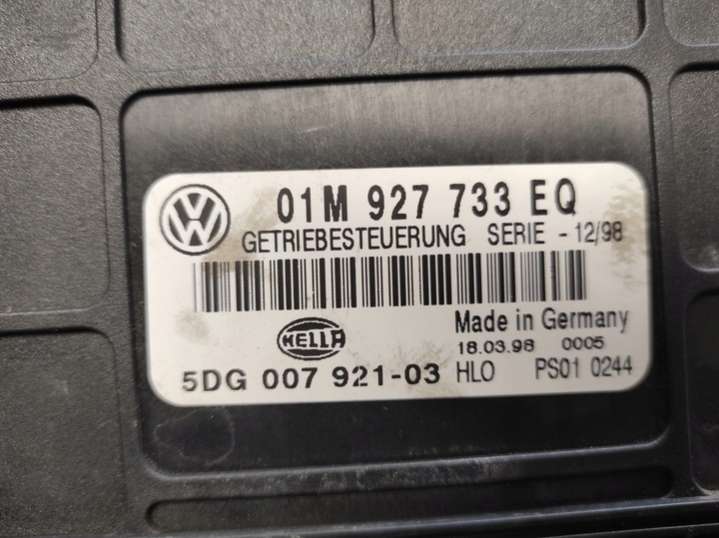 01M 927 733 EQ
GETRIEBESTEUERUNG SERIE - 12/98
HELLA
Made in Germany
18.03.98 0005
5DG 007 921-03 HLO PS01 0244